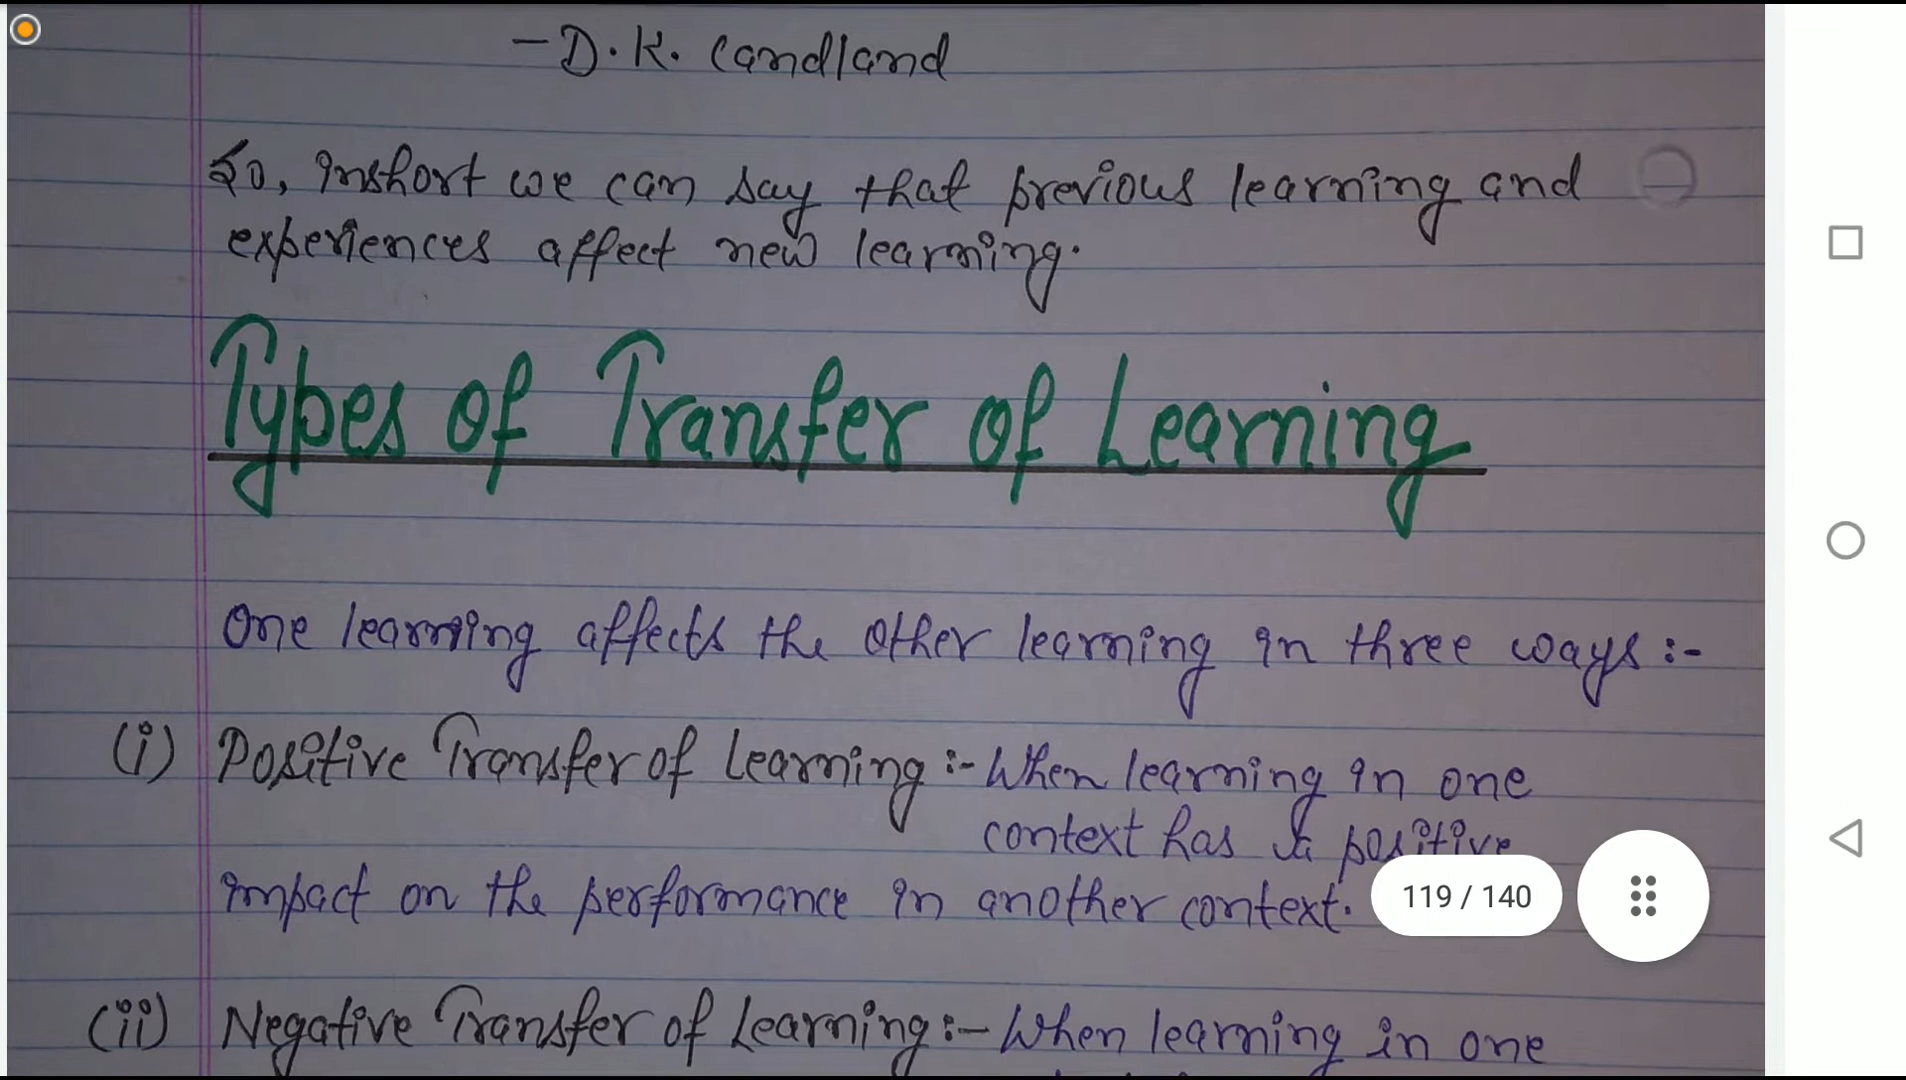 -D.K. Candland
So, inshort we can say that previous learning and
experiences affect new learning.
Types of Transfer of Learning
One learning affects the other learning in three ways :-
(i) Positive Transfer of Learning :- When learning in one
context has a positive
impact on the performance in another context.
119 / 140
(ii) Negative Transfer of Learning :- When learning in one